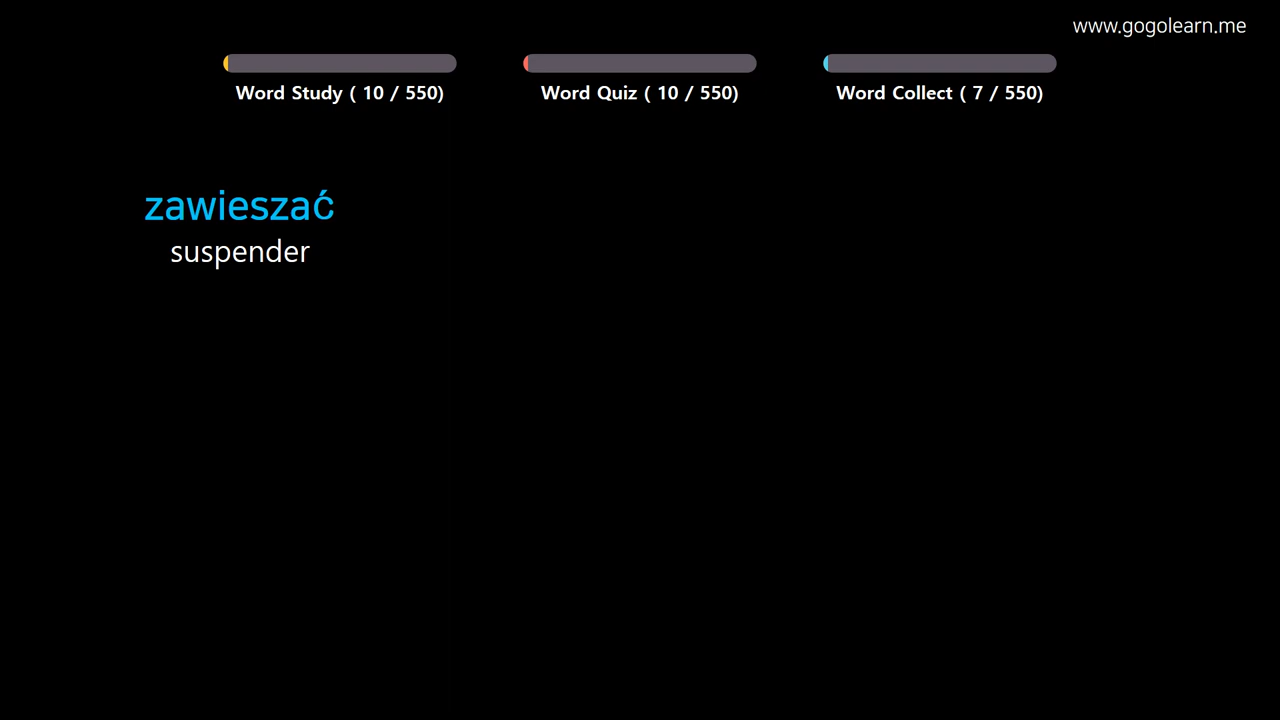 www.gogolearn.me
Word Study ( 10 / 550)
Word Quiz ( 10 / 550)
Word Collect ( 7 / 550)
zawieszać
suspender